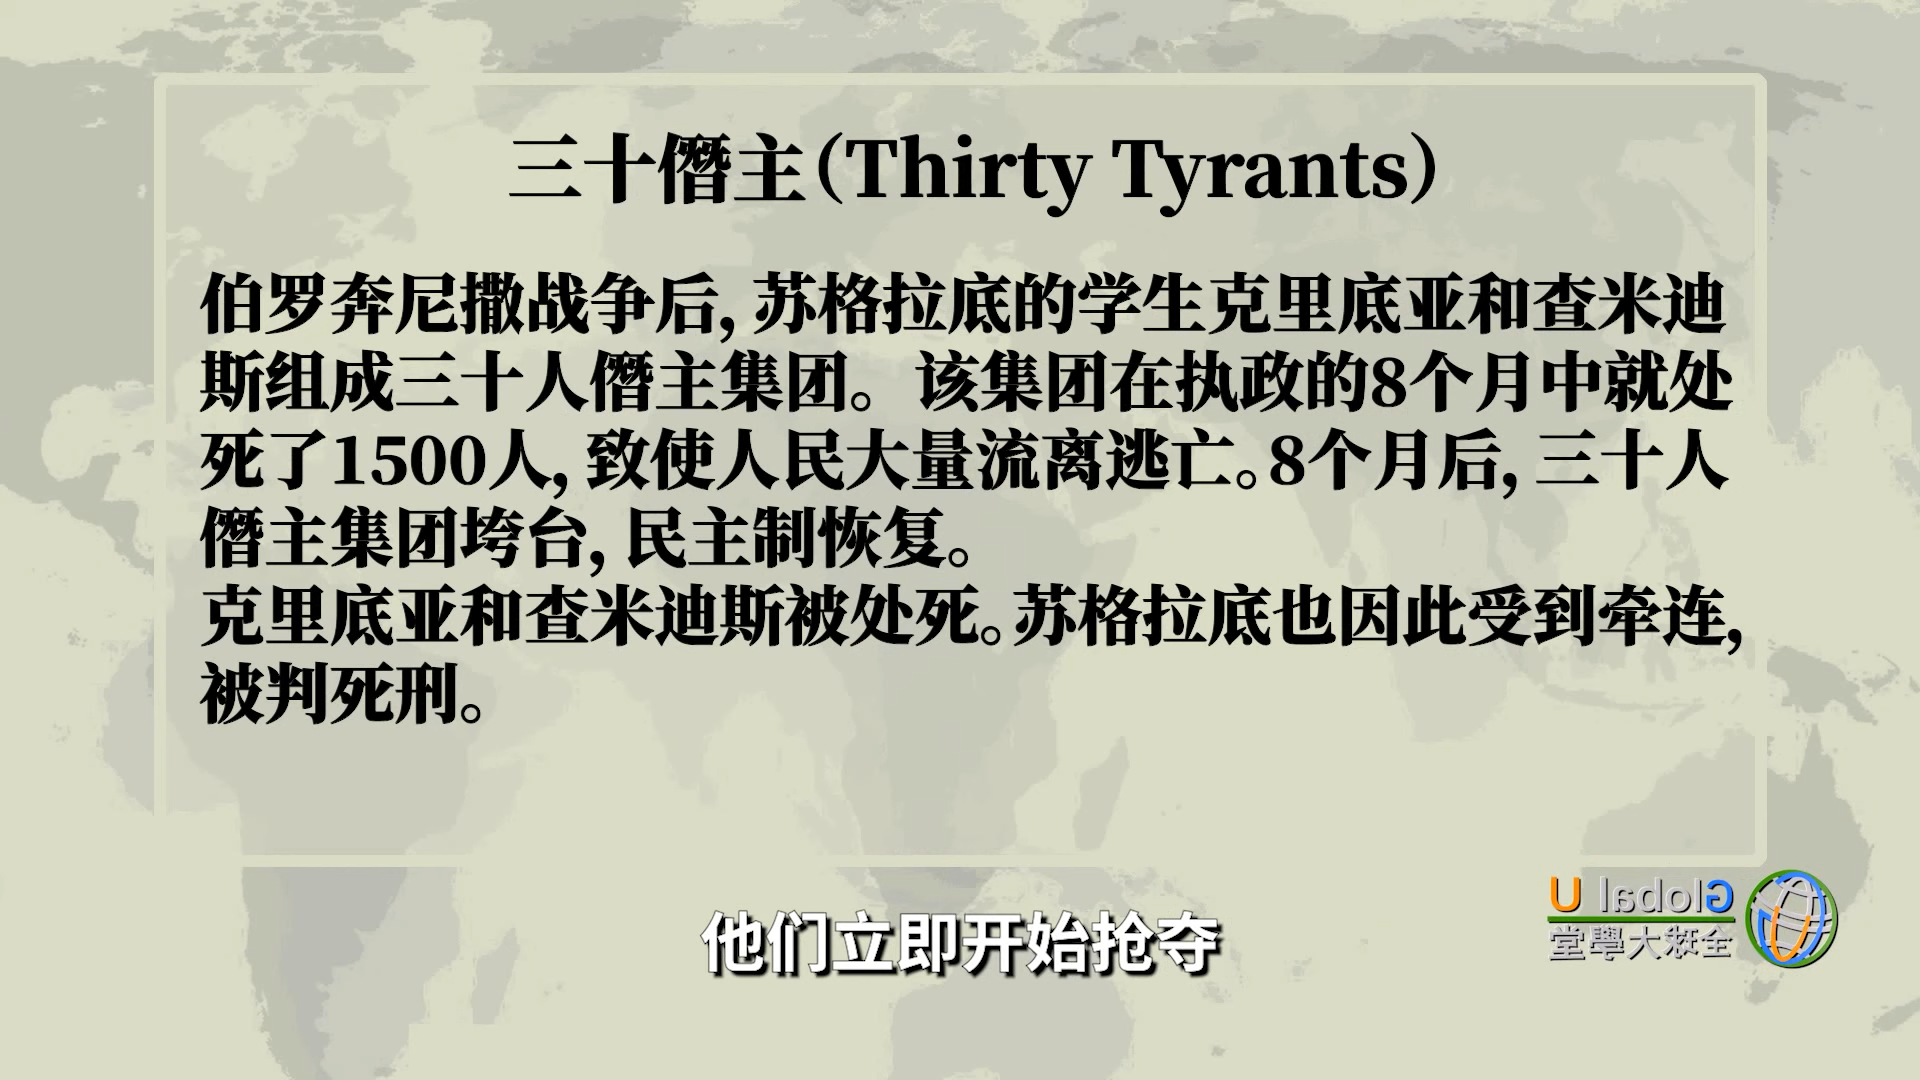 三十僭主(Thirty Tyrants)
伯罗奔尼撒战争后, 苏格拉底的学生克里底亚和查米迪
斯组成三十人僭主集团。该集团在执政的8个月中就处
死了1500人, 致使人民大量流离逃亡。8个月后, 三十人
僭主集团垮台, 民主制恢复。
克里底亚和查米迪斯被处死。苏格拉底也因此受到牵连,
被判死刑。
Global U
全球大學堂
他们立即开始抢夺